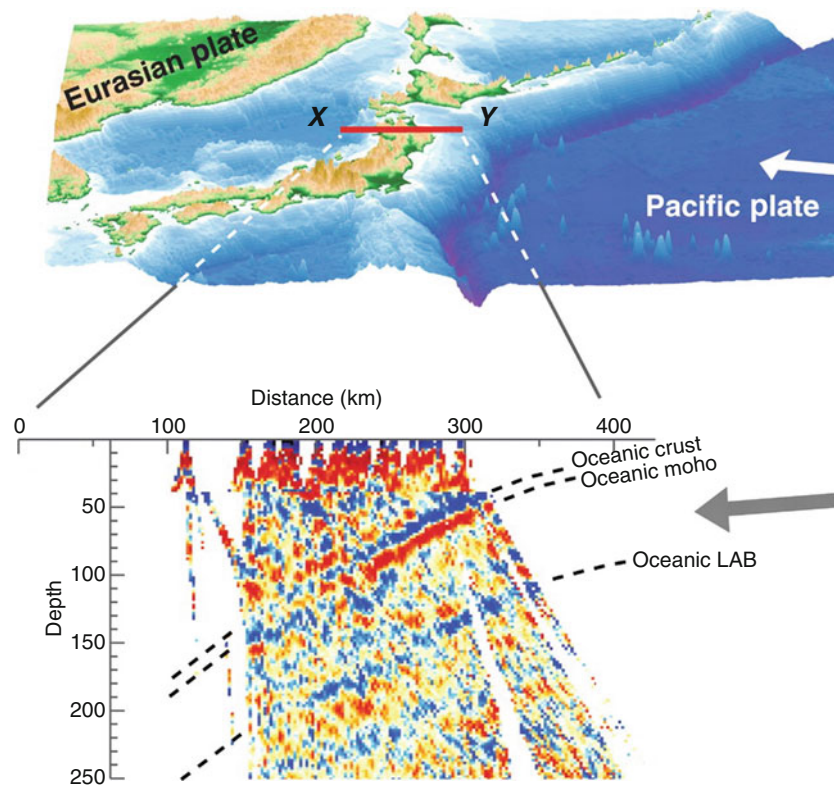 Eurasian plate
X
Y
Pacific plate
Distance (km)
0 100 200 300 400
Oceanic crust
Oceanic moho
50
Oceanic LAB
100
Depth
150
200
250